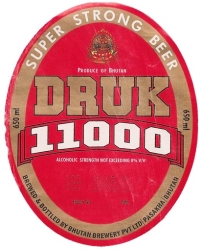 SUPER STRONG BEER
PRODUCE OF BHUTAN
DRUK
650 ml
650 ml
11000
ALCOHOLIC STRENGTH NOT EXCEEDING 8% V/V
BREWED & BOTTLED BY BHUTAN BREWERY PVT LTD. PASAKHA, BHUTAN